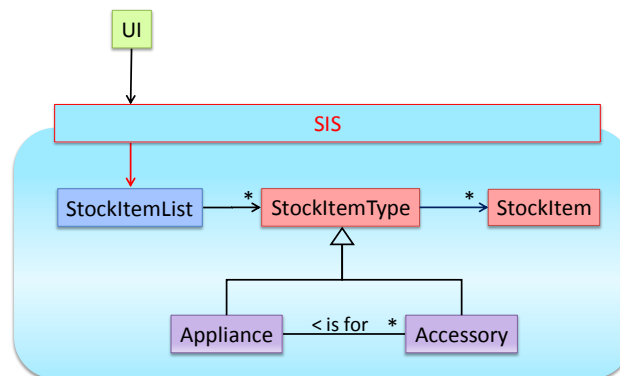 UI
SIS
StockItemList
*
StockItemType
*
StockItem
Appliance
< is for
*
Accessory